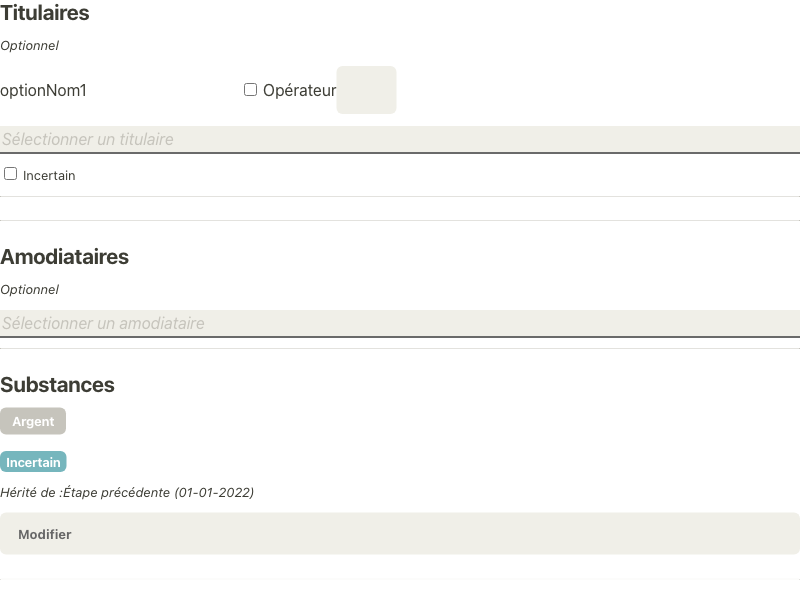 Titulaires
Optionnel
optionNom1 Opérateur
Sélectionner un titulaire
Incertain
Amodiataires
Optionnel
Sélectionner un amodiataire
Substances
Argent
Incertain
Hérité de :Étape précédente (01-01-2022)
Modifier